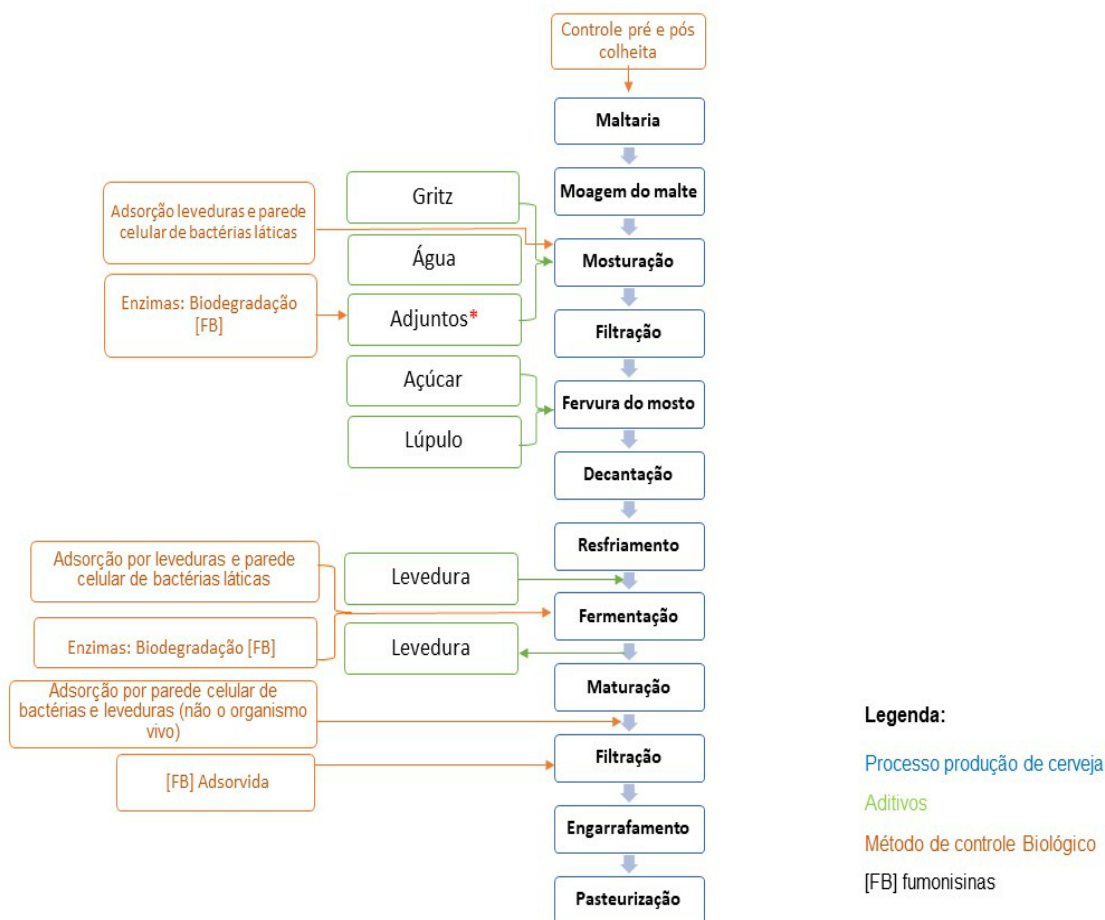 Controle pré e pós
colheita
Maltaria
Moagem do malte
Gritz
Adsorção leveduras e parede
celular de bactérias láticas
Água
Mosturação
Enzimas: Biodegradação
[FB]
Adjuntos*
Filtração
Açúcar
Fervura do mosto
Lúpulo
Decantação
Resfriamento
Adsorção por leveduras e parede
celular de bactérias láticas
Levedura
Fermentação
Enzimas: Biodegradação [FB]
Levedura
Maturação
Adsorção por parede celular de
bactérias e leveduras (não o organismo
vivo)
Filtração
[FB] Adsorvida
Engarrafamento
Pasteurização
Legenda:
Processo produção de cerveja
Aditivos
Método de controle Biológico
[FB] fumonisinas